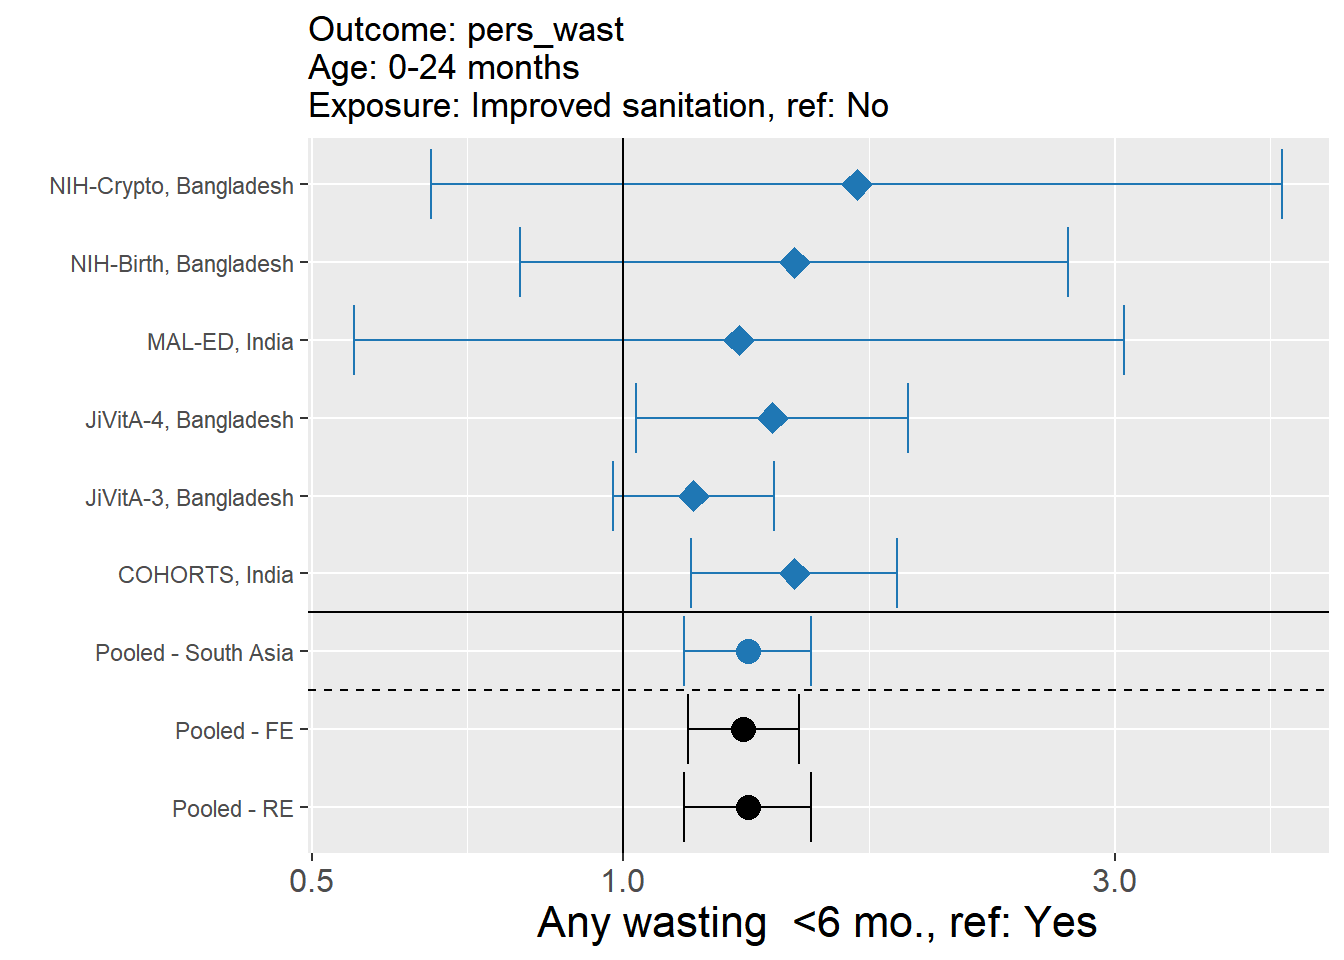 Outcome: pers_wast
Age: 0-24 months
Exposure: Improved sanitation, ref: No
NIH-Crypto, Bangladesh
NIH-Birth, Bangladesh
MAL-ED, India
JiVitA-4, Bangladesh
JiVitA-3, Bangladesh
COHORTS, India
Pooled - South Asia
Pooled - FE
Pooled - RE
0.5 1.0 3.0
Any wasting  <6 mo., ref: Yes